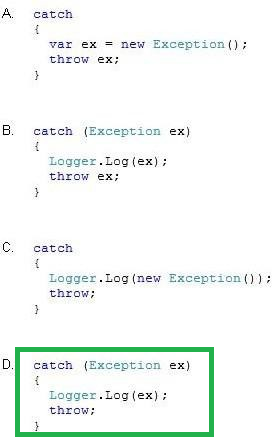 A. catch
{
var ex = new Exception();
throw ex;
}
B. catch (Exception ex)
{
Logger.Log(ex);
throw ex;
}
C. catch
{
Logger.Log(new Exception());
throw;
}
D. catch (Exception ex)
{
Logger.Log(ex);
throw;
}